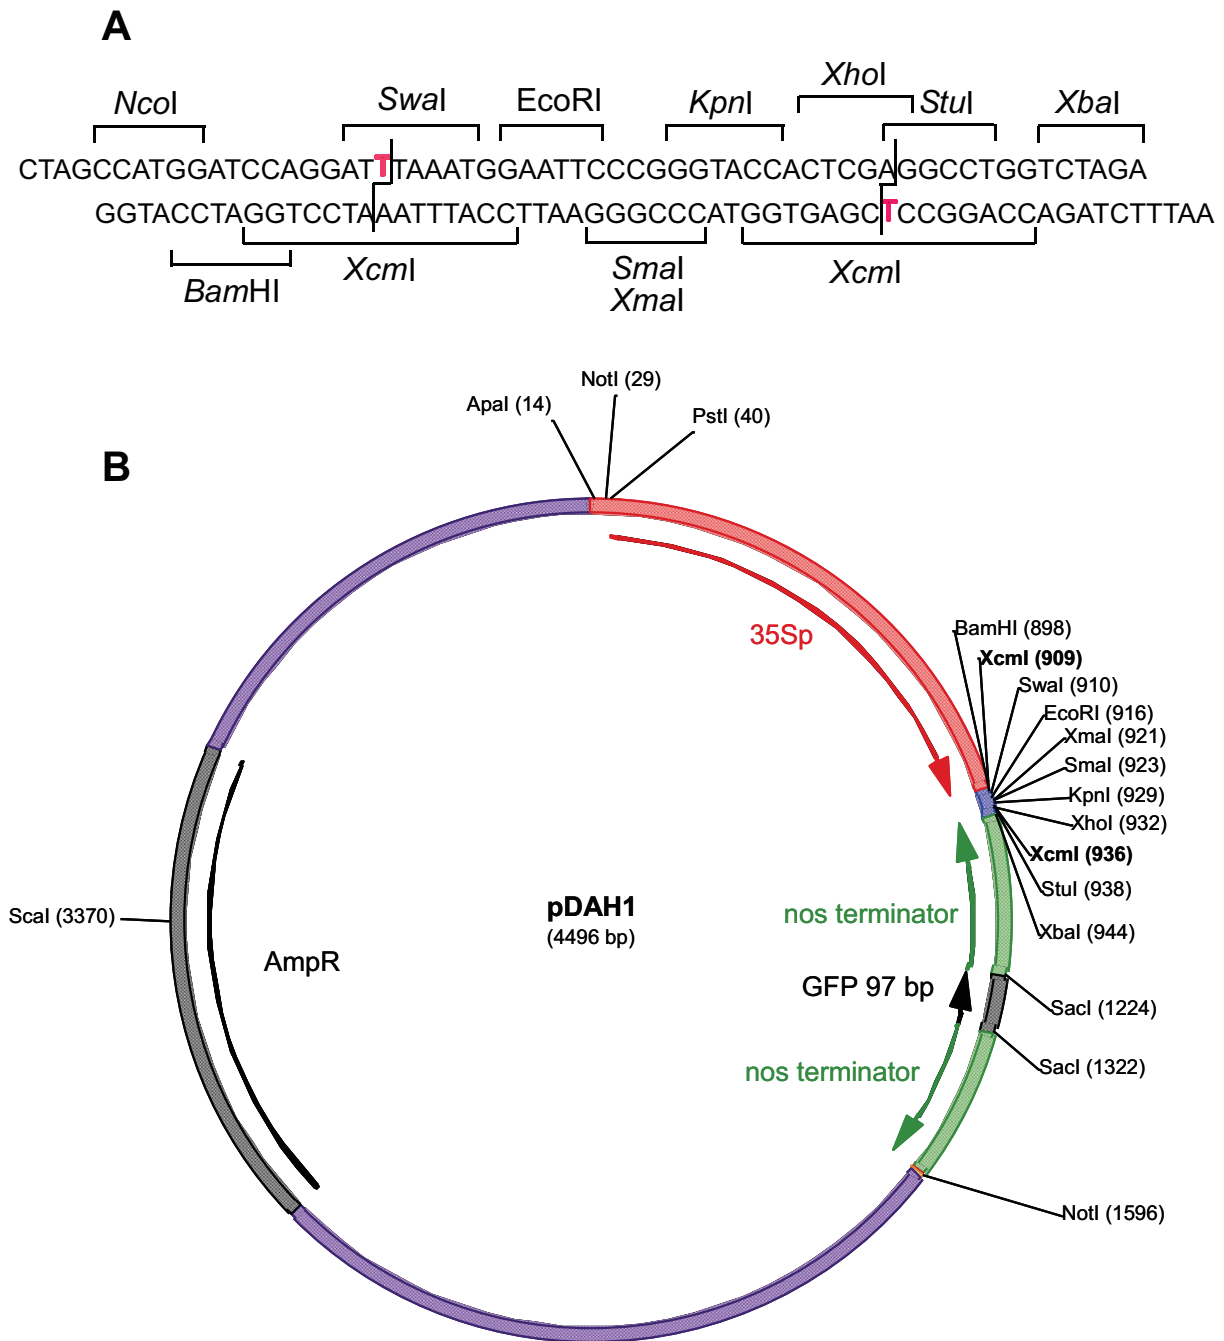 A
XhoI
NcoI SwaI EcoRI KpnI StuI XbaI
CTAGCCATGGATCCAGGATTTAAATGGAATTCCCGGGTACCACTCGAGGCCTGGTCTAGA
GGTACCTAGGTCCTAAATTTACCTTAAGGGCCCATGGTGAGCTCCGGACCAGATCTTTAA
XcmI SmaI XcmI
BamHI XmaI
NotI (29)
ApaI (14) PstI (40)
B
35Sp
BamHI (898)
XcmI (909)
SwaI (910)
EcoRI (916)
XmaI (921)
SmaI (923)
KpnI (929)
XhoI (932)
XcmI (936)
StuI (938)
XbaI (944)
pDAH1
(4496 bp)
nos terminator
ScaI (3370)
AmpR
GFP 97 bp
SacI (1224)
SacI (1322)
nos terminator
NotI (1596)